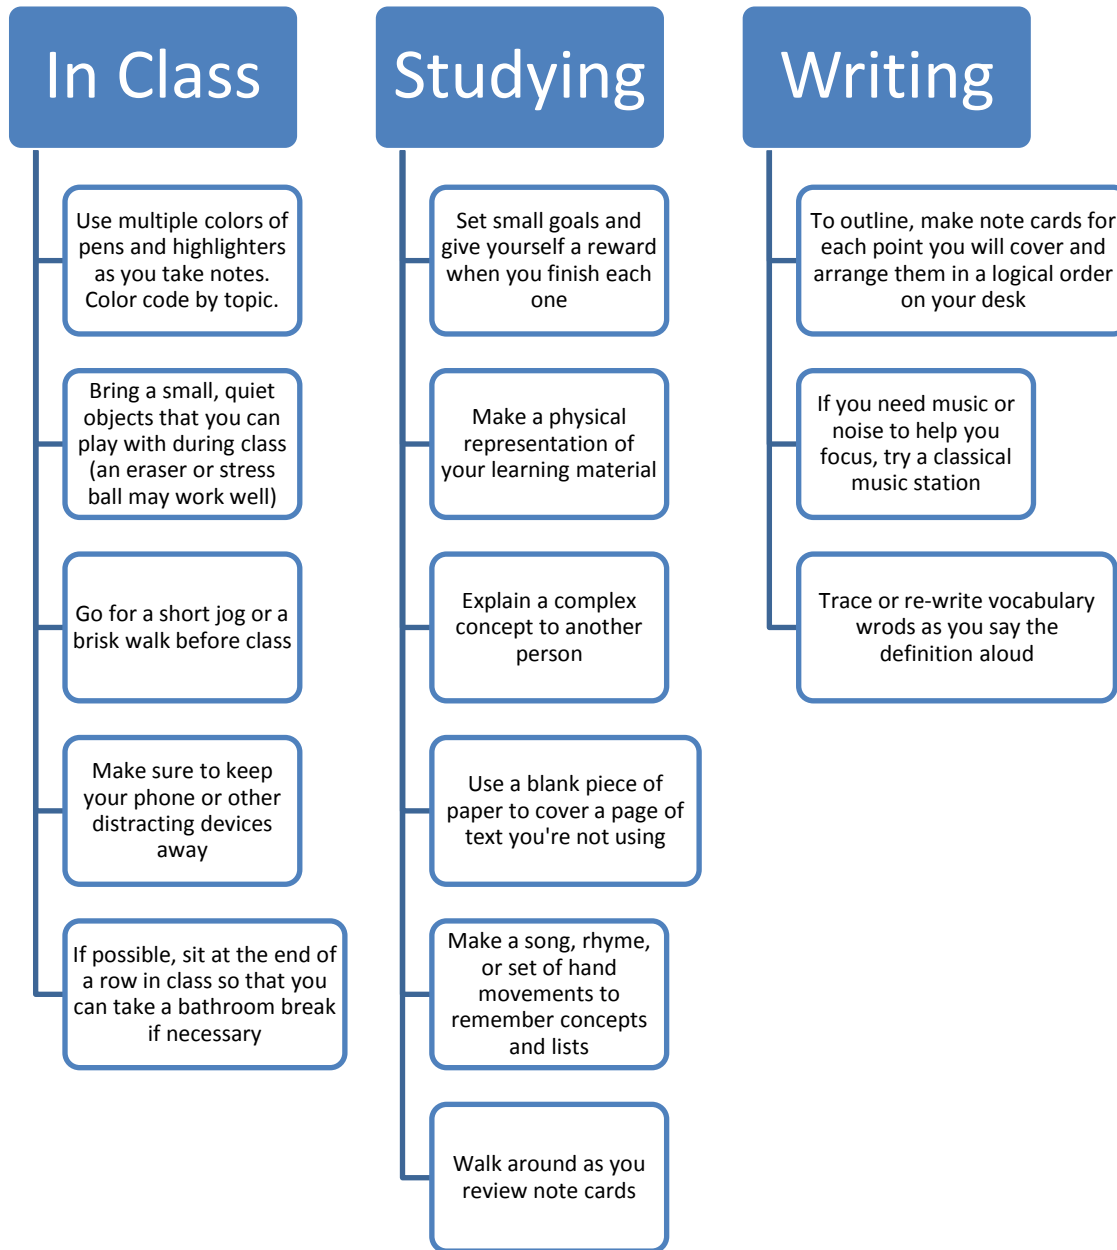 In Class
Use multiple colors of
pens and highlighters
as you take notes.
Color code by topic.
Bring a small, quiet
objects that you can
play with during class
(an eraser or stress
ball may work well)
Go for a short jog or a
brisk walk before class
Make sure to keep
your phone or other
distracting devices
away
If possible, sit at the end of
a row in class so that you
can take a bathroom break
if necessary
Studying
Set small goals and
give yourself a reward
when you finish each
one
Make a physical
representation of
your learning material
Explain a complex
concept to another
person
Use a blank piece of
paper to cover a page of
text you're not using
Make a song, rhyme,
or set of hand
movements to
remember concepts
and lists
Walk around as you
review note cards
Writing
To outline, make note cards for
each point you will cover and
arrange them in a logical order
on your desk
If you need music or
noise to help you
focus, try a classical
music station
Trace or re-write vocabulary
wrods as you say the
definition aloud